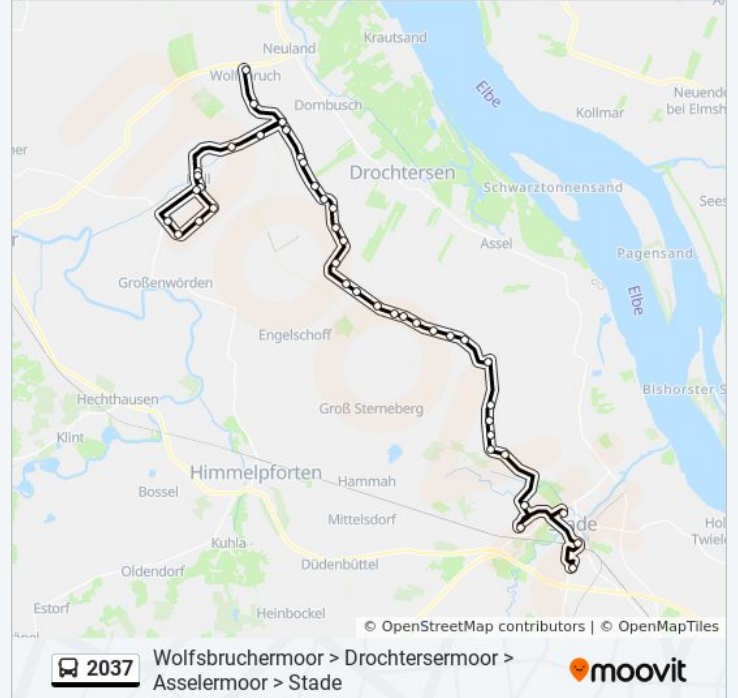 Krautsand
Neuland
Wolfsbruch
Elbe
Neuende
bei Elmsh
Dornbusch
Kollmar
ner
Drochtersen
Schwarztonnensand
Sees
Assel
Pagensand
Großenwörden
Elbe
Engelschoff
Bishorster S
Hechthausen
Groß Sterneberg
Klint
Himmelpforten
Hammah
Bossel
Mittelsdorf
Stade
Hol
Twiele
Kuhla
Düdenbüttel
Oldendorf
Estorf
Heinbockel
© OpenStreetMap contributors | © OpenMapTiles
2037
Wolfsbruchermoor > Drochtersermoor >
Asselermoor > Stade
moovit